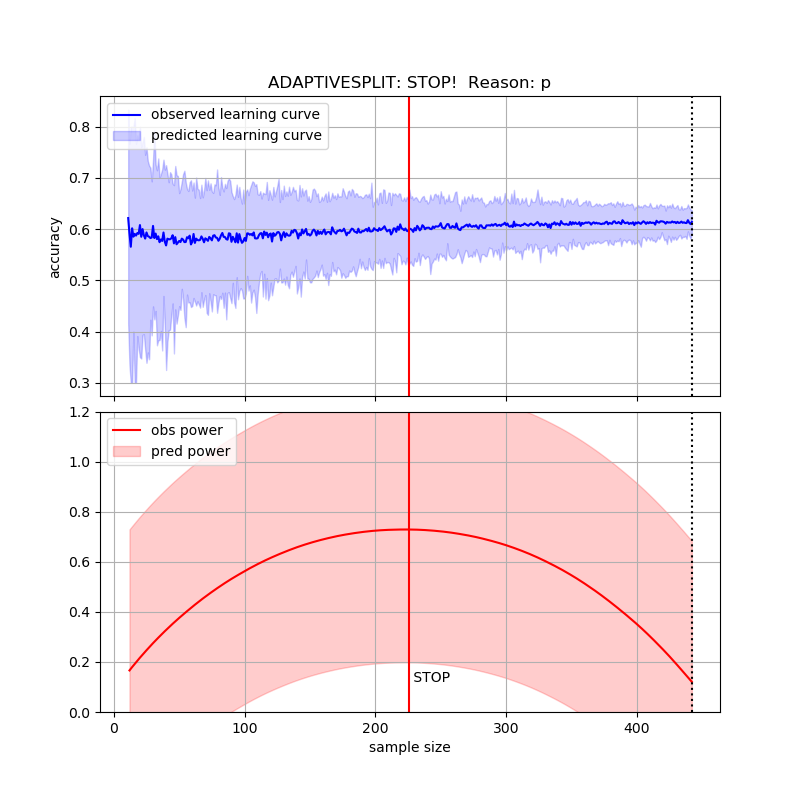 ADAPTIVESPLIT: STOP!  Reason: p
observed learning curve
predicted learning curve
accuracy
0.8
0.7
0.6
0.5
0.4
0.3
obs power
pred power
1.2
1.0
0.8
0.6
0.4
0.2
0.0
STOP
0 100 200 300 400
sample size